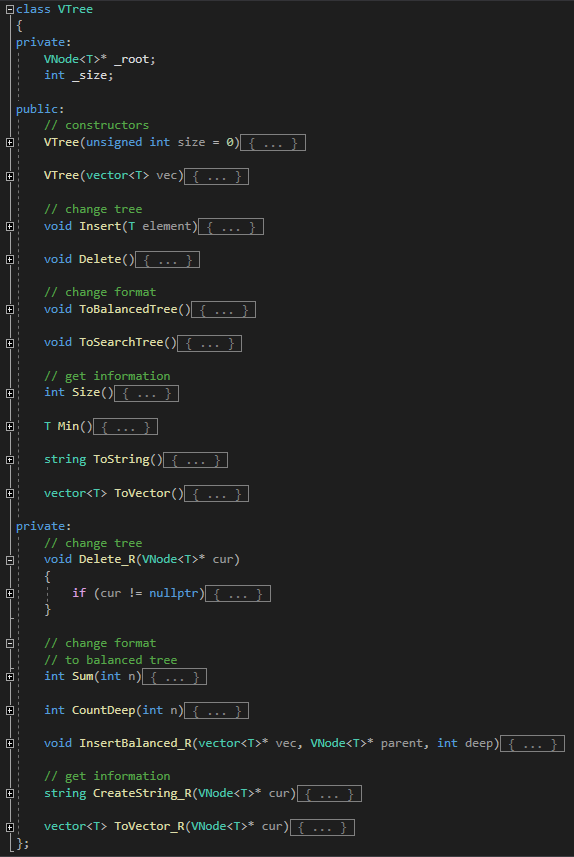 class VTree
{
private:
    VNode<T>* _root;
    int _size;

public:
    // constructors
    VTree(unsigned int size = 0){ ... }

    VTree(vector<T> vec){ ... }

    // change tree
    void Insert(T element){ ... }

    void Delete(){ ... }

    // change format
    void ToBalancedTree(){ ... }

    void ToSearchTree(){ ... }

    // get information
    int Size(){ ... }

    T Min(){ ... }

    string ToString(){ ... }

    vector<T> ToVector(){ ... }

private:
    // change tree
    void Delete_R(VNode<T>* cur)
    {
        if (cur != nullptr){ ... }
    }

    // change format
    // to balanced tree
    int Sum(int n){ ... }

    int CountDeep(int n){ ... }

    void InsertBalanced_R(vector<T>* vec, VNode<T>* parent, int deep){ ... }

    // get information
    string CreateString_R(VNode<T>* cur){ ... }

    vector<T> ToVector_R(VNode<T>* cur){ ... }
};